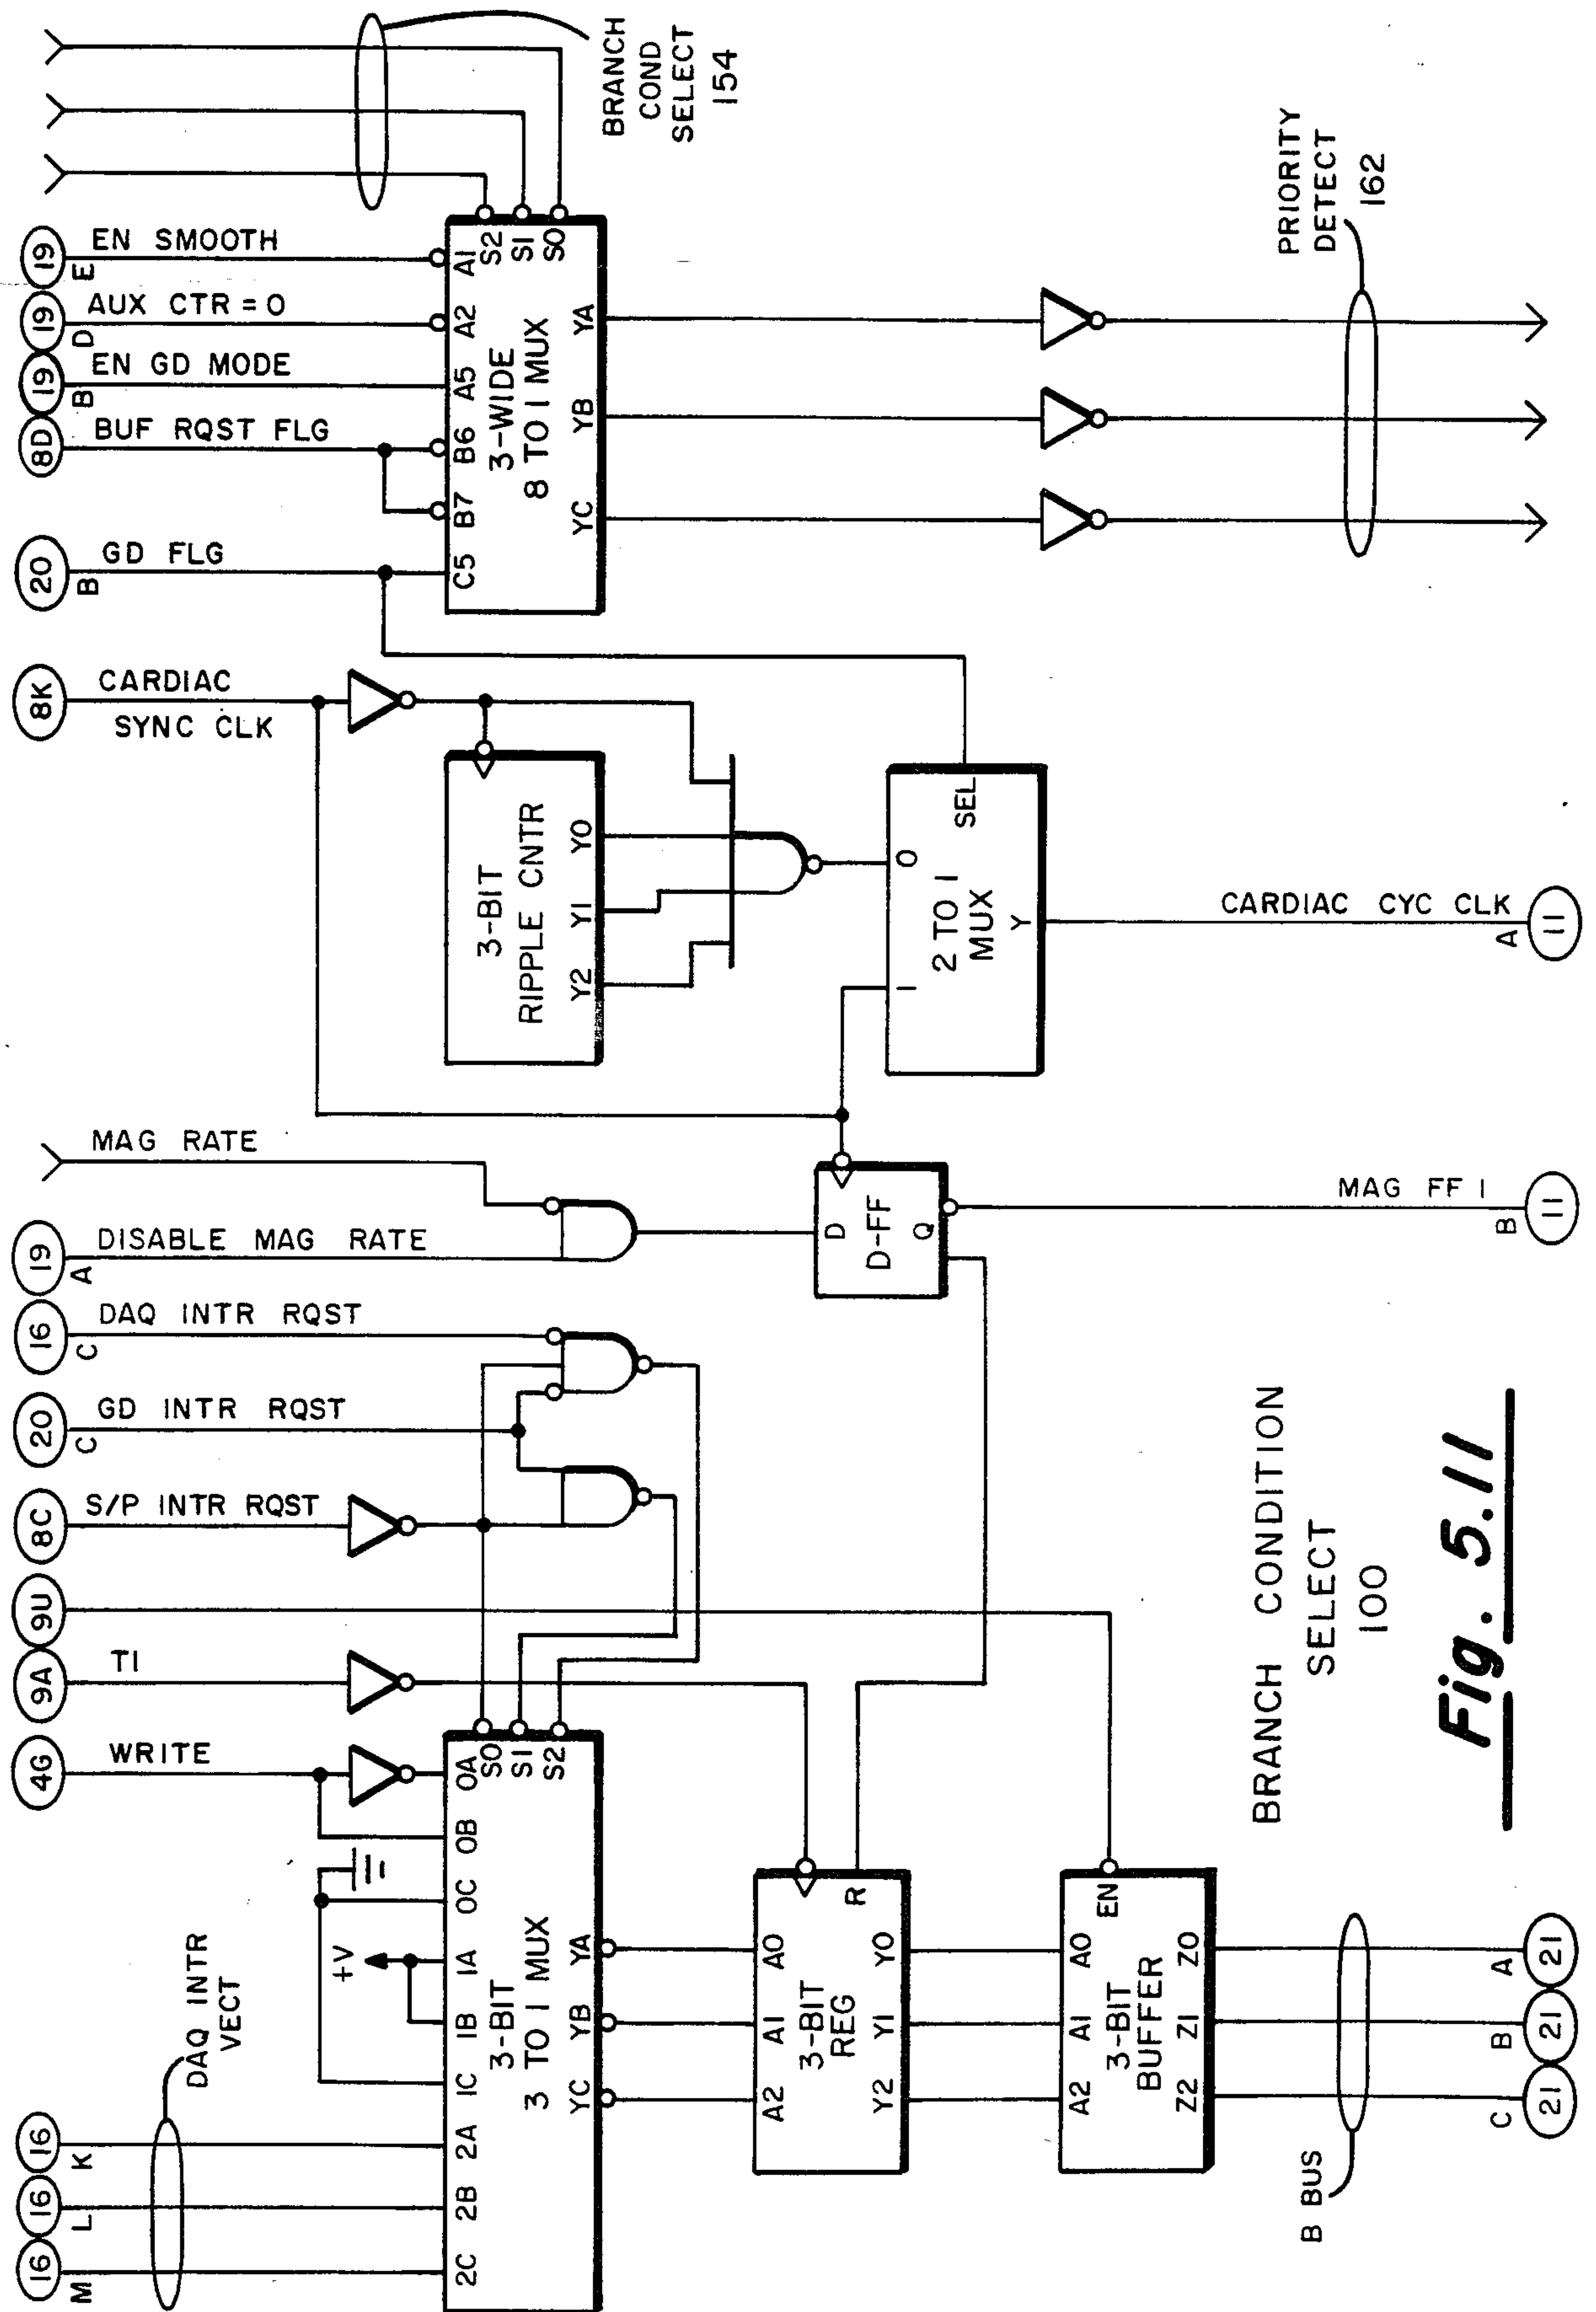 16
M
16
L
16
K
DAQ INTR
VECT
4G
WRITE
9A
T1
9U
8C
S/P INTR RQST
20
C
GD INTR RQST
16
C
DAQ INTR RQST
19
A
DISABLE MAG RATE
MAG RATE
8K
CARDIAC
SYNC CLK
20
B
GD FLG
8D
BUF RQST FLG
19
B
EN GD MODE
19
D
AUX CTR = 0
19
E
EN SMOOTH
BRANCH
COND
SELECT
154
2C 2B 2A 1C 1B 1A 0C 0B 0A
+V
S0
S1
S2
3-BIT
3 TO 1 MUX
YC YB YA
3-BIT
RIPPLE CNTR
Y2 Y1 Y0
C5 B7 B6 A5 A2 A1
S2
S1
S0
3-WIDE
8 TO 1 MUX
YC YB YA
A2 A1 A0
3-BIT
REG
R
Y2 Y1 Y0
D
D-FF
Q
1 0
2 TO 1
MUX
SEL
Y
A2 A1 A0
EN
3-BIT
BUFFER
Z2 Z1 Z0
B BUS
C
21
B
21
A
21
MAG FF 1
B
11
CARDIAC CYC CLK
A
11
PRIORITY
DETECT
162
BRANCH CONDITION
SELECT
100
Fig. 5.11